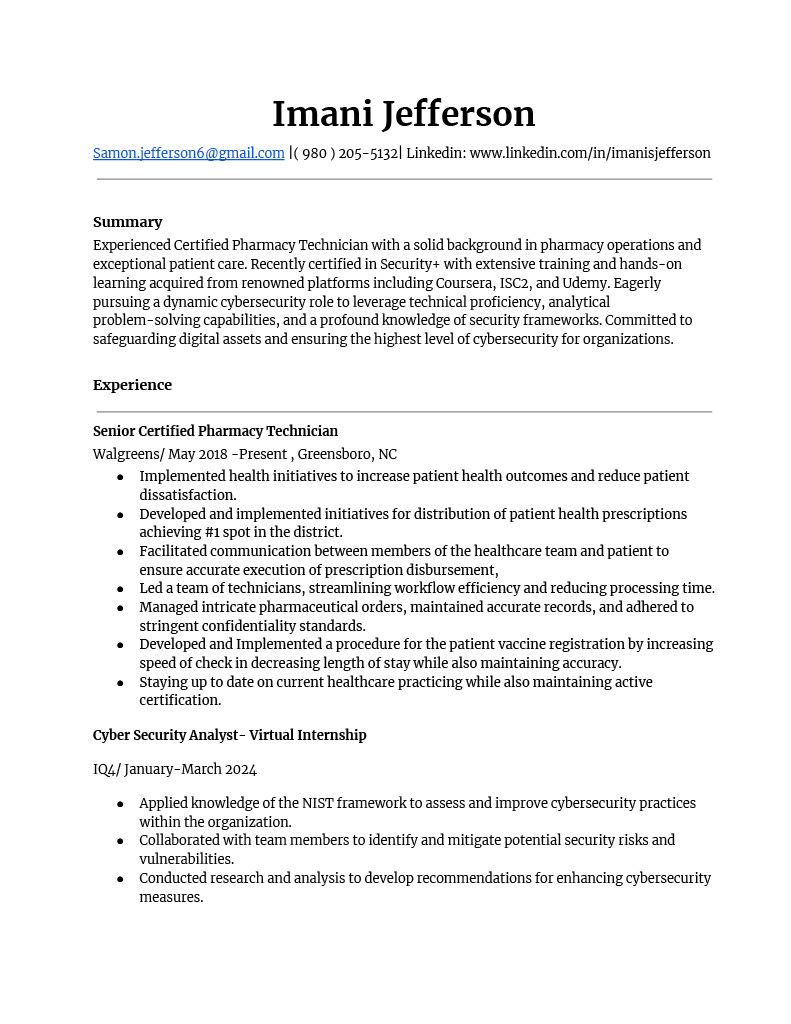 Imani Jefferson
Samon.jefferson6@gmail.com |( 980 ) 205-5132| Linkedin: www.linkedin.com/in/imanisjefferson
Summary
Experienced Certified Pharmacy Technician with a solid background in pharmacy operations and
exceptional patient care. Recently certified in Security+ with extensive training and hands-on
learning acquired from renowned platforms including Coursera, ISC2, and Udemy. Eagerly
pursuing a dynamic cybersecurity role to leverage technical proficiency, analytical
problem-solving capabilities, and a profound knowledge of security frameworks. Committed to
safeguarding digital assets and ensuring the highest level of cybersecurity for organizations.
Experience
Senior Certified Pharmacy Technician
Walgreens/ May 2018 -Present , Greensboro, NC
● Implemented health initiatives to increase patient health outcomes and reduce patient
dissatisfaction.
● Developed and implemented initiatives for distribution of patient health prescriptions
achieving #1 spot in the district.
● Facilitated communication between members of the healthcare team and patient to
ensure accurate execution of prescription disbursement,
● Led a team of technicians, streamlining workflow efficiency and reducing processing time.
● Managed intricate pharmaceutical orders, maintained accurate records, and adhered to
stringent confidentiality standards.
● Developed and Implemented a procedure for the patient vaccine registration by increasing
speed of check in decreasing length of stay while also maintaining accuracy.
● Staying up to date on current healthcare practicing while also maintaining active
certification.
Cyber Security Analyst- Virtual Internship
IQ4/ January-March 2024
● Applied knowledge of the NIST framework to assess and improve cybersecurity practices
within the organization.
● Collaborated with team members to identify and mitigate potential security risks and
vulnerabilities.
● Conducted research and analysis to develop recommendations for enhancing cybersecurity
measures.